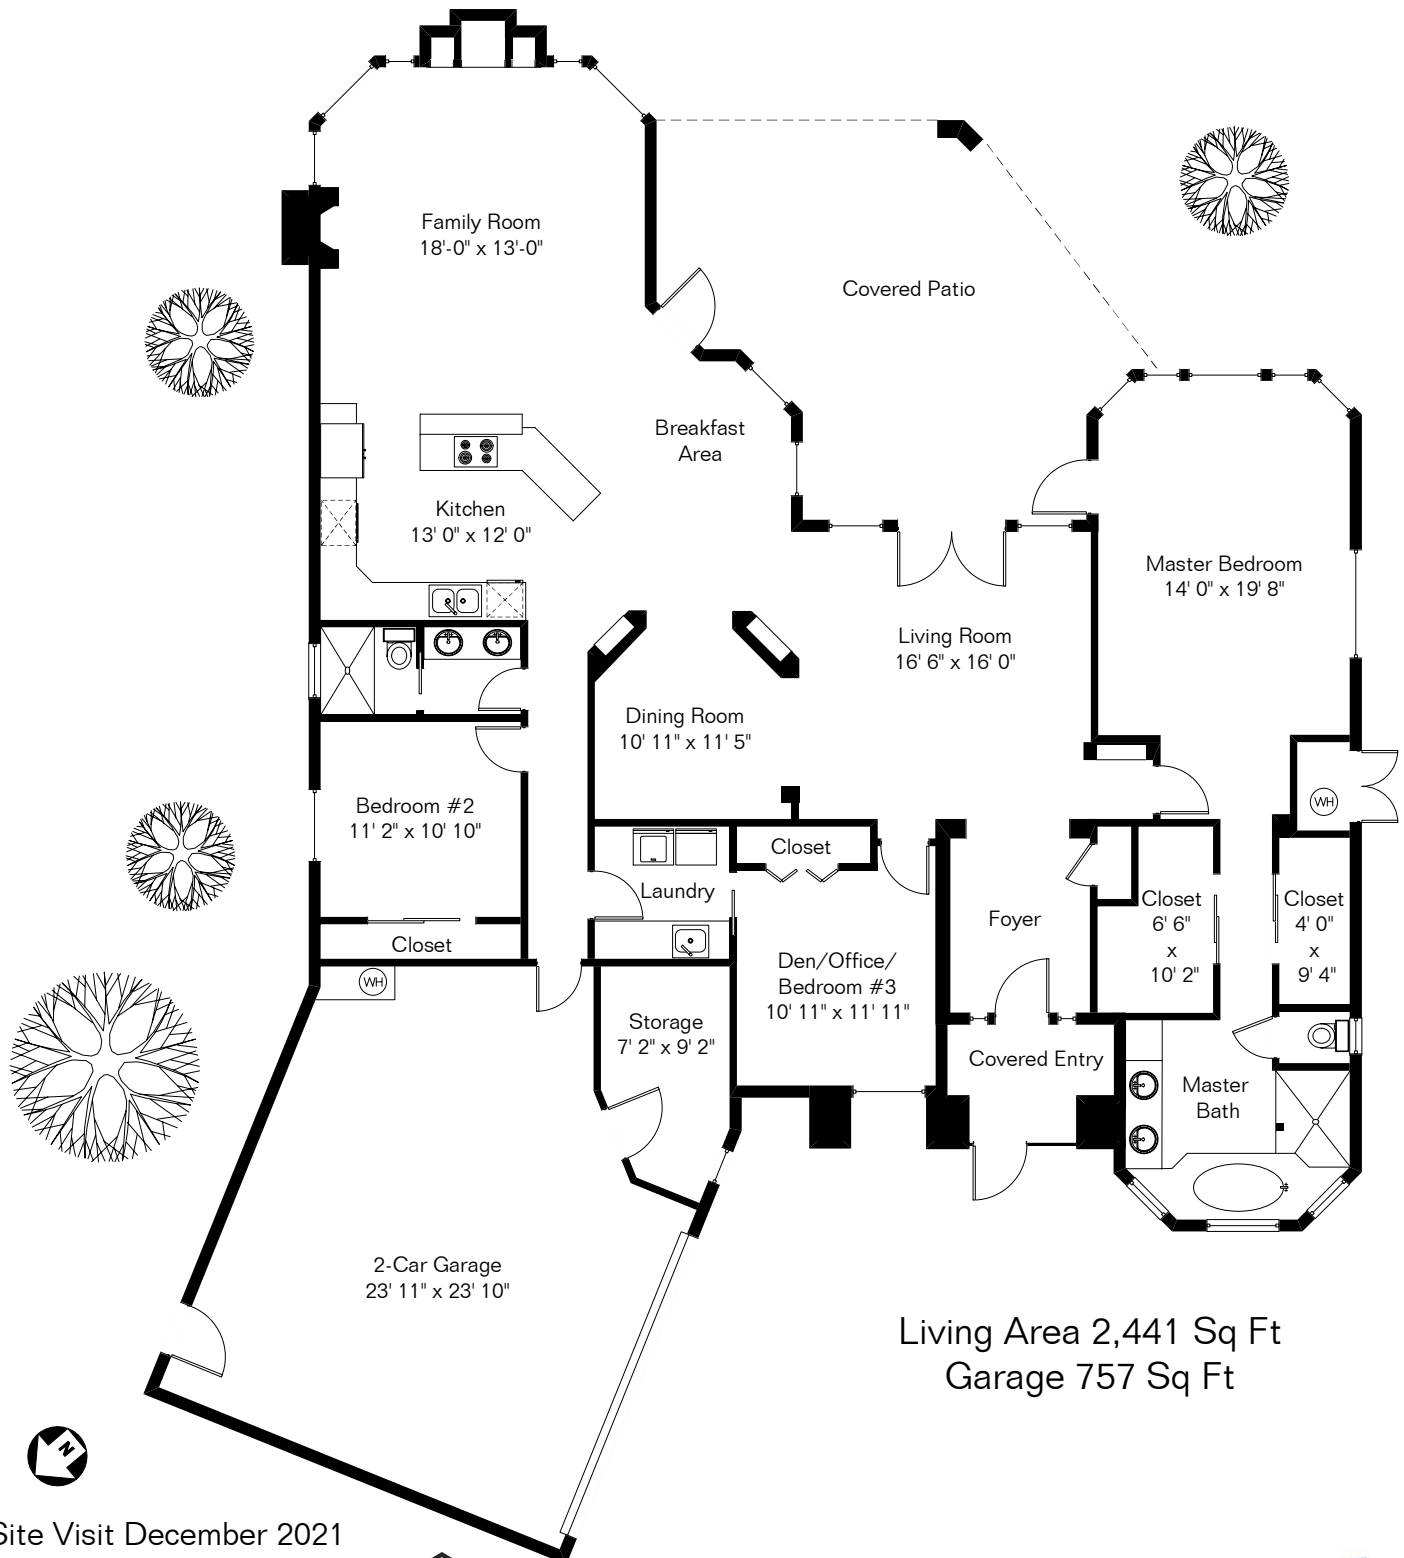 Family Room
18'-0" x 13'-0"
Covered Patio
Breakfast
Area
Kitchen
13' 0" x 12' 0"
Master Bedroom
14' 0" x 19' 8"
Living Room
16' 6" x 16' 0"
Dining Room
10' 11" x 11' 5"
Bedroom #2
11' 2" x 10' 10"
WH
Closet
Laundry
Closet
6' 6"
x
10' 2"
Closet
4' 0"
x
9' 4"
Foyer
Closet
WH
Den/Office/
Bedroom #3
10' 11" x 11' 11"
Storage
7' 2" x 9' 2"
Covered Entry
Master
Bath
2-Car Garage
23' 11" x 23' 10"
Living Area 2,441 Sq Ft
Garage 757 Sq Ft
N
Site Visit December 2021